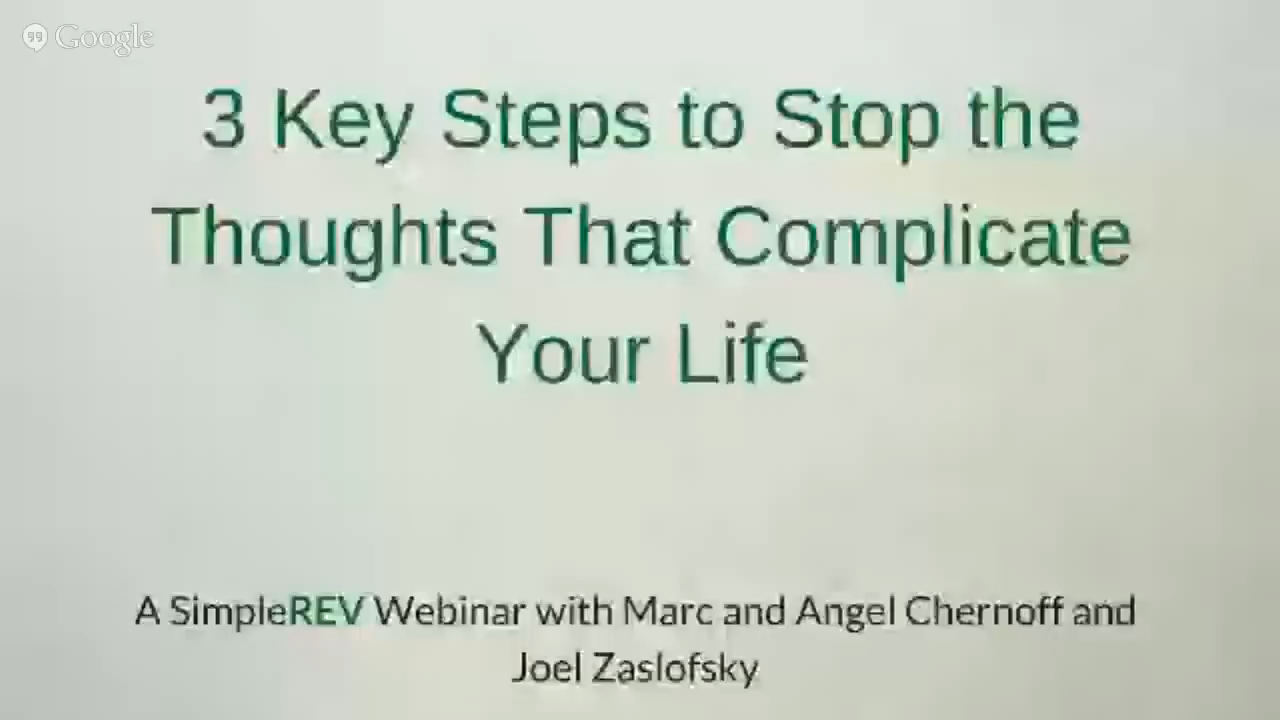 Google
3 Key Steps to Stop the
Thoughts That Complicate
Your Life
A SimpleREV Webinar with Marc and Angel Chernoff and
Joel Zaslofsky